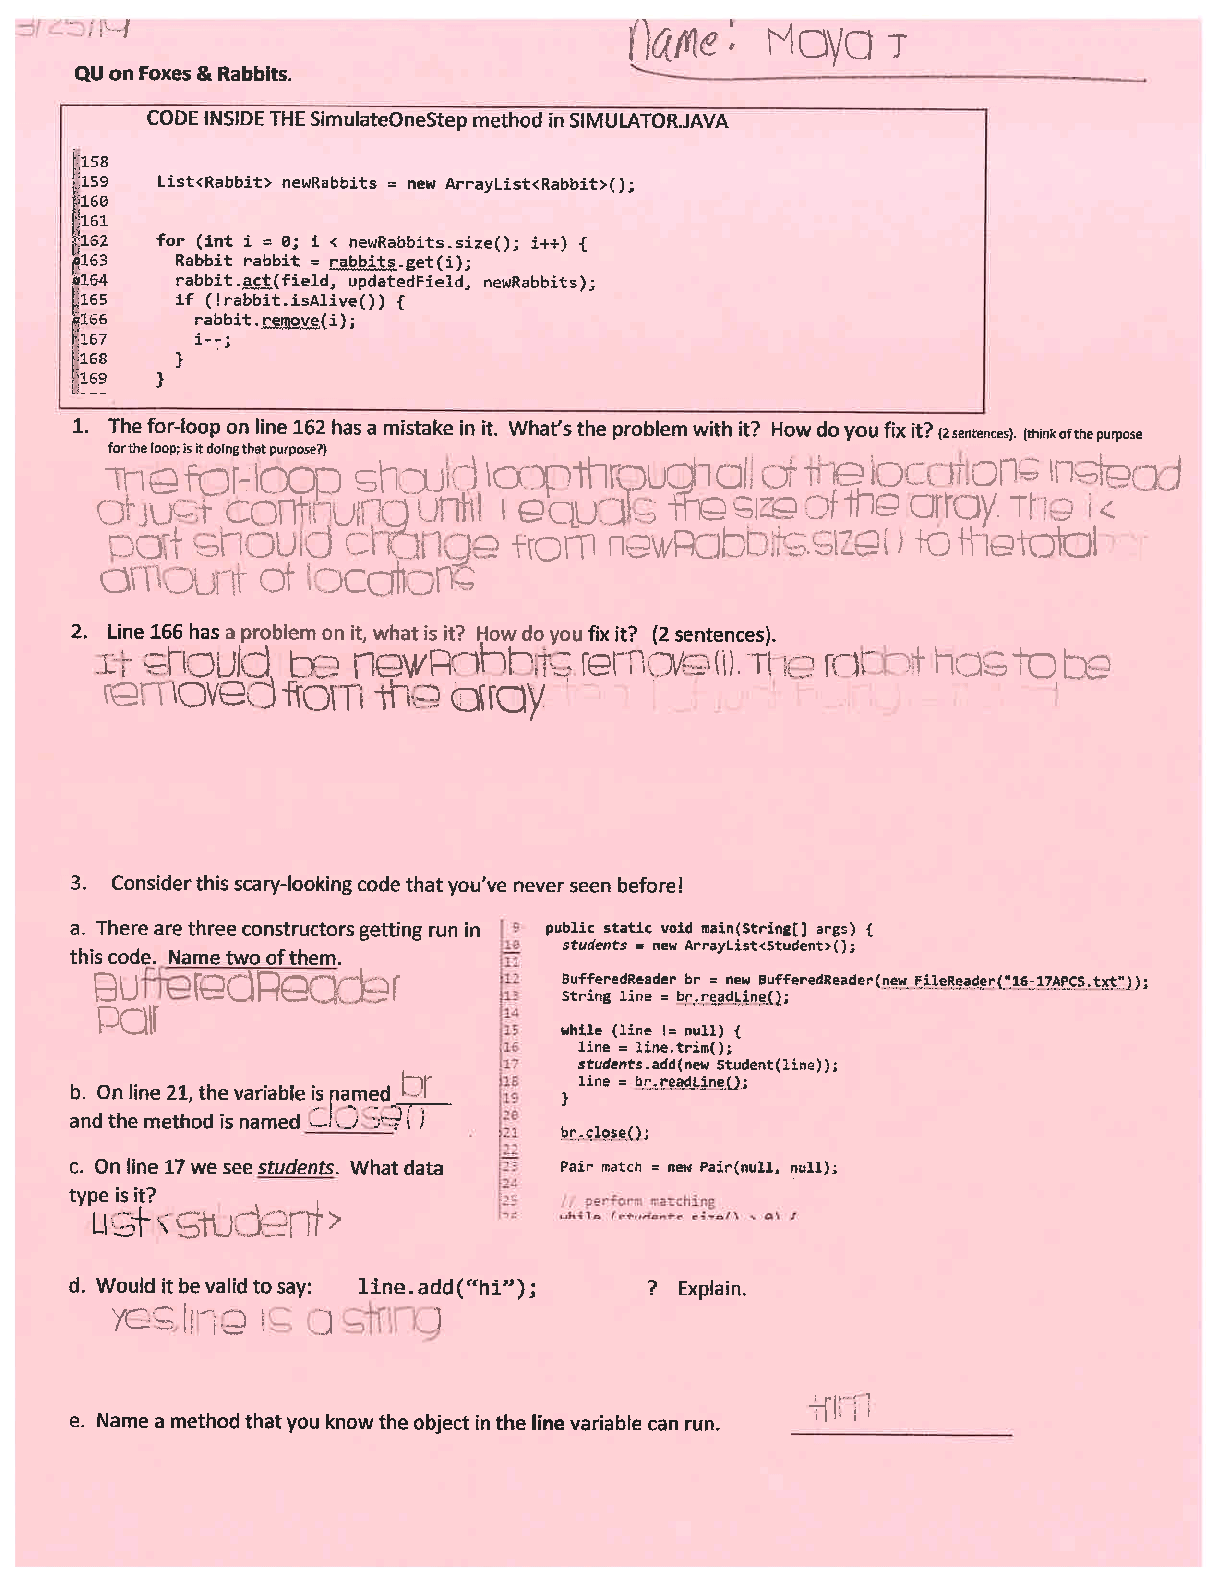 3/25/14
Name: Maya J
QU on Foxes & Rabbits.
CODE INSIDE THE SimulateOneStep method in SIMULATOR.JAVA
158
159 List<Rabbit> newRabbits = new ArrayList<Rabbit>();
160
161
162 for (int i = 0; i < newRabbits.size(); i++) {
163 Rabbit rabbit = rabbits.get(i);
164 rabbit.act(field, updatedField, newRabbits);
165 if (!rabbit.isAlive()) {
166 rabbit.remove(i);
167 i--;
168 }
169 }
1. The for-loop on line 162 has a mistake in it. What's the problem with it? How do you fix it? (2 sentences). (think of the purpose
for the loop; is it doing that purpose?)
The for-loop should loop through all of the locations instead
of just continuing until i equals the size of the array. The i <
part should change from newRabbits.size() to the total
amount of locations
2. Line 166 has a problem on it, what is it? How do you fix it? (2 sentences).
It should be newRabbits.remove(i). The rabbit has to be
removed from the array
3. Consider this scary-looking code that you've never seen before!
a. There are three constructors getting run in
this code. Name two of them.
BufferedReader
Pair
b. On line 21, the variable is named br
and the method is named close()
c. On line 17 we see students. What data
type is it?
List<student>
9 public static void main(String[] args) {
10 students = new ArrayList<Student>();
11
12 BufferedReader br = new BufferedReader(new FileReader("16-17APCS.txt"));
13 String line = br.readLine();
14
15 while (line != null) {
16 line = line.trim();
17 students.add(new Student(line));
18 line = br.readLine();
19 }
20
21 br.close();
22
23 Pair match = new Pair(null, null);
24
25 // perform matching
while (students.size() > 0) {
d. Would it be valid to say: line.add("hi"); ? Explain.
yes, line is a string
e. Name a method that you know the object in the line variable can run. trim